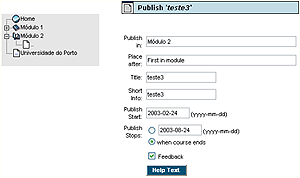 Home
Módulo 1
Módulo 2
Universidade do Porto
Publish 'teste3'
Publish in: Módulo 2
Place after: First in module
Title: teste3
Short Info: teste3
Publish Start: 2003-02-24 (yyyy-mm-dd)
Publish Stops: 2003-08-24 (yyyy-mm-dd)
when course ends
Feedback
Help Text